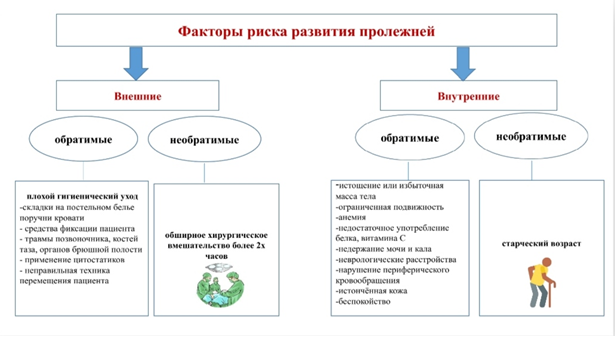 Факторы риска развития пролежней
Внешние
Внутренние
обратимые
необратимые
обратимые
необратимые
плохой гигиенический уход
-складки на постельном белье
поручни кровати
- средства фиксации пациента
- травмы позвоночника, костей
таза, органов брюшной полости
- применение цитостатиков
- неправильная техника
перемещения пациента
обширное хирургическое
вмешательство более 2х
часов
-истощение или избыточная
масса тела
-ограниченная подвижность
-анемия
-недостаточное употребление
белка, витамина С
-недержание мочи и кала
-неврологические расстройства
-нарушение периферического
кровообращения
-истончённая кожа
-беспокойство
старческий возраст